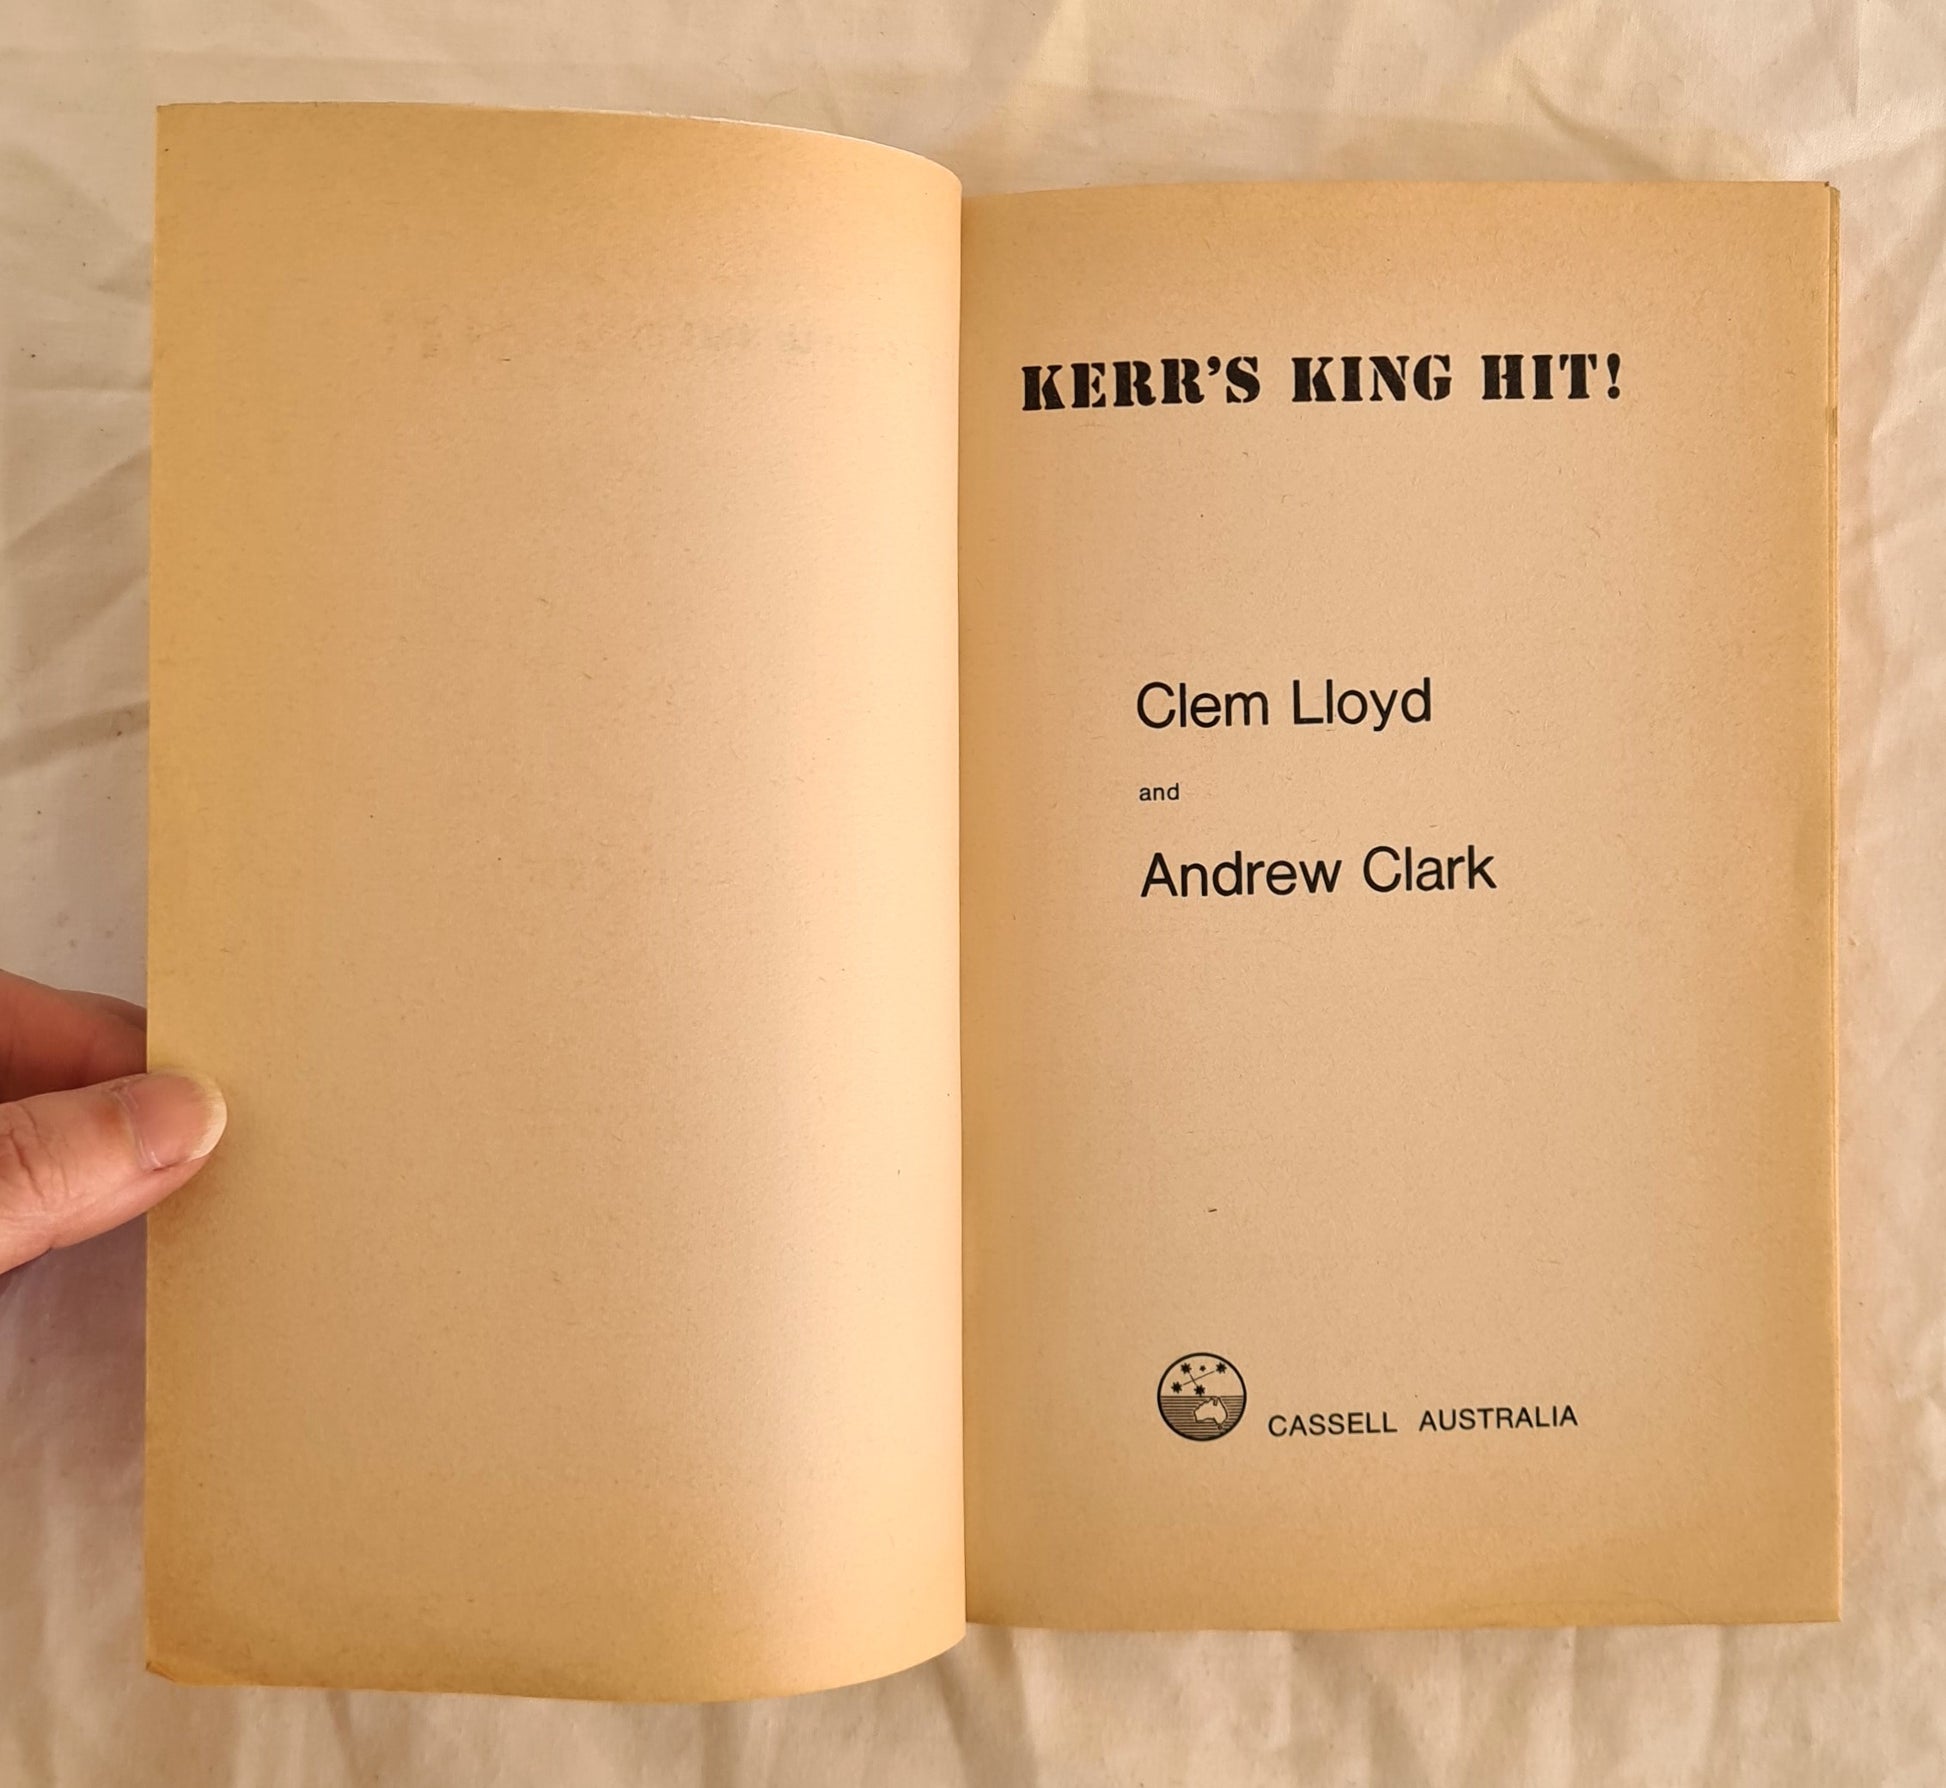 KERR'S KING HIT!
Clem Lloyd
and
Andrew Clark
CASSELL AUSTRALIA